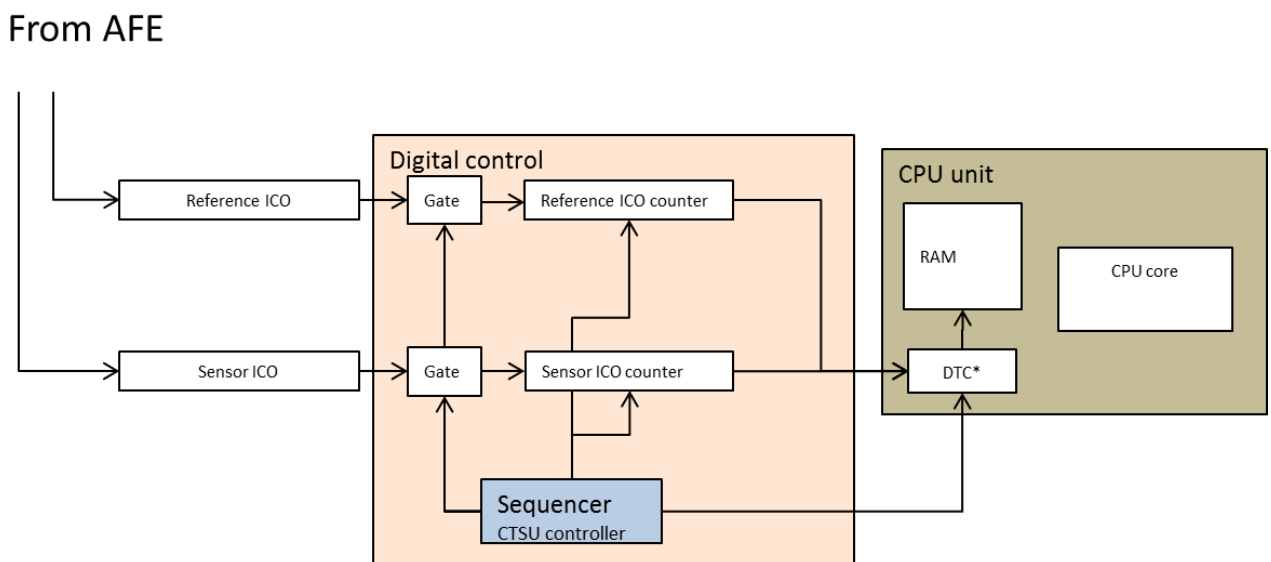 From AFE
Digital control
CPU unit
Reference ICO
Gate
Reference ICO counter
RAM
CPU core
Sensor ICO
Gate
Sensor ICO counter
DTC*
Sequencer
CTSU controller